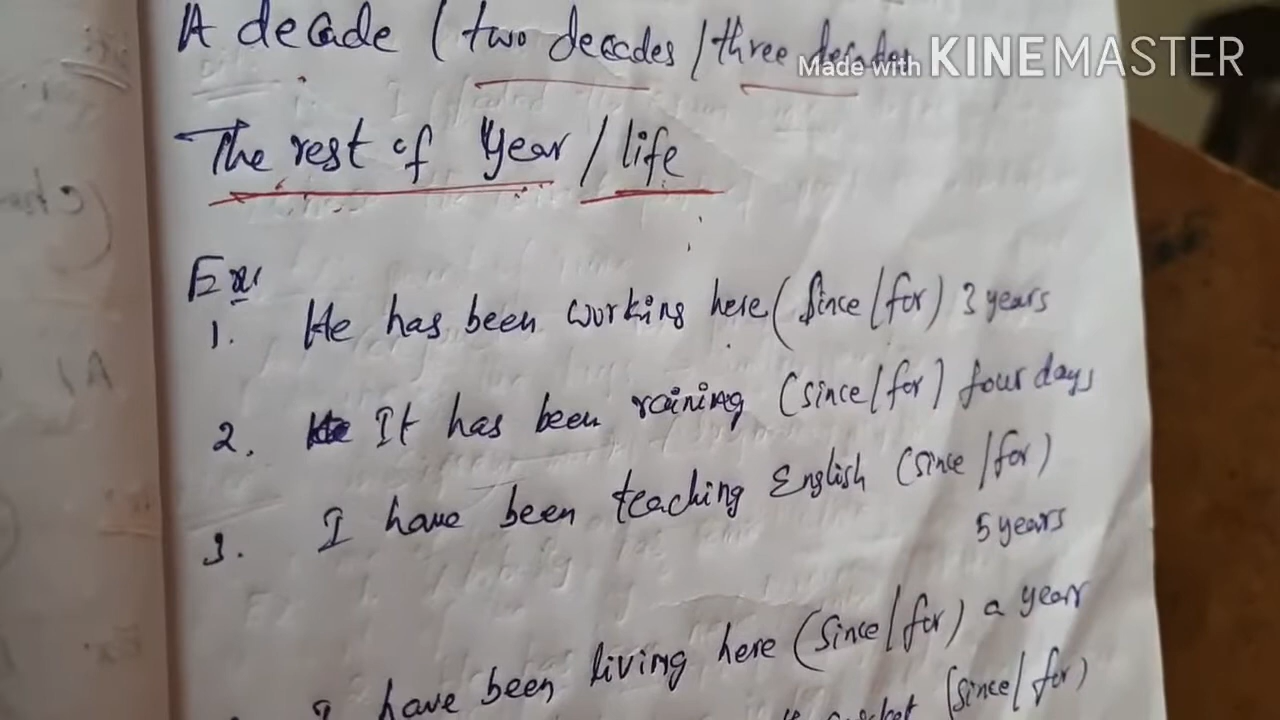 A decade ( two decades / three decades
Made with KINEMASTER
The rest of Year / life
Ex:
1. He has been working here ( Since / for ) 3 years
2. It has been raining ( since / for ) four days
3. I have been teaching English ( since / for )
5 years
I have been living here ( Since / for ) a year
( since / for )